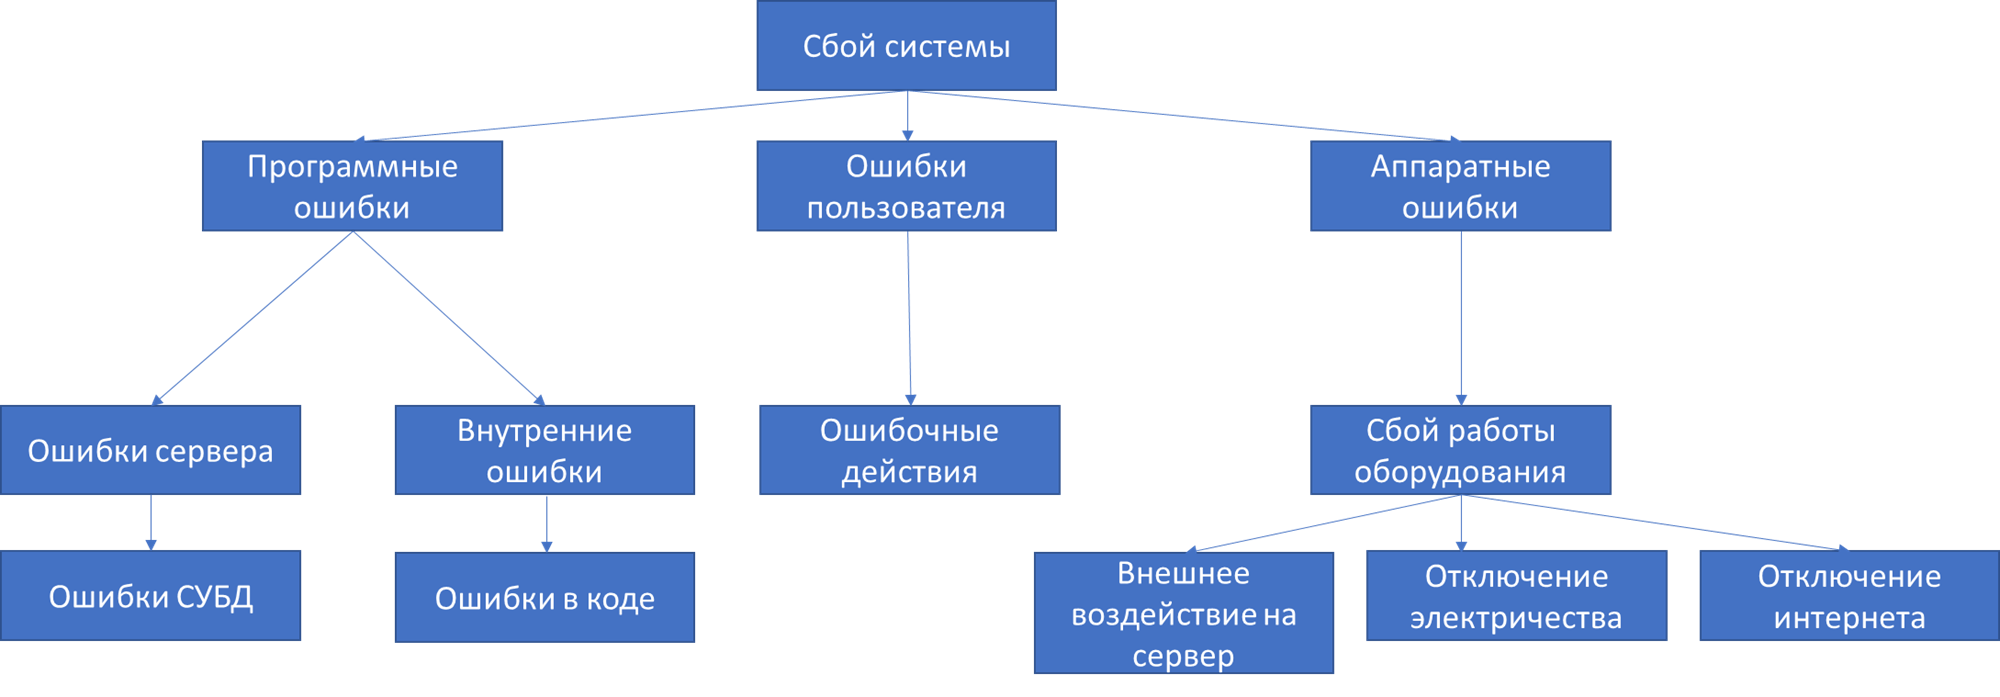 Сбой системы
Программные
ошибки
Ошибки
пользователя
Аппаратные
ошибки
Ошибки сервера
Внутренние
ошибки
Ошибочные
действия
Сбой работы
оборудования
Ошибки СУБД
Ошибки в коде
Внешнее
воздействие на
сервер
Отключение
электричества
Отключение
интернета